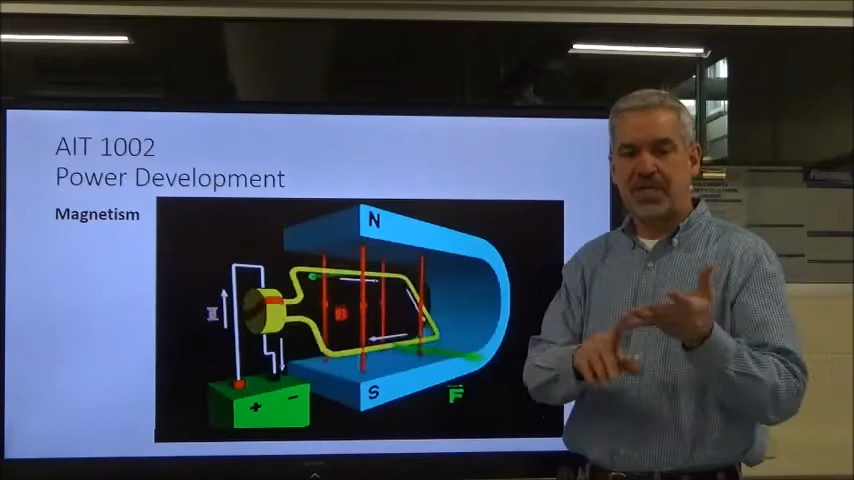 AIT 1002
Power Development
Magnetism
N
B
I
S
F
+ -